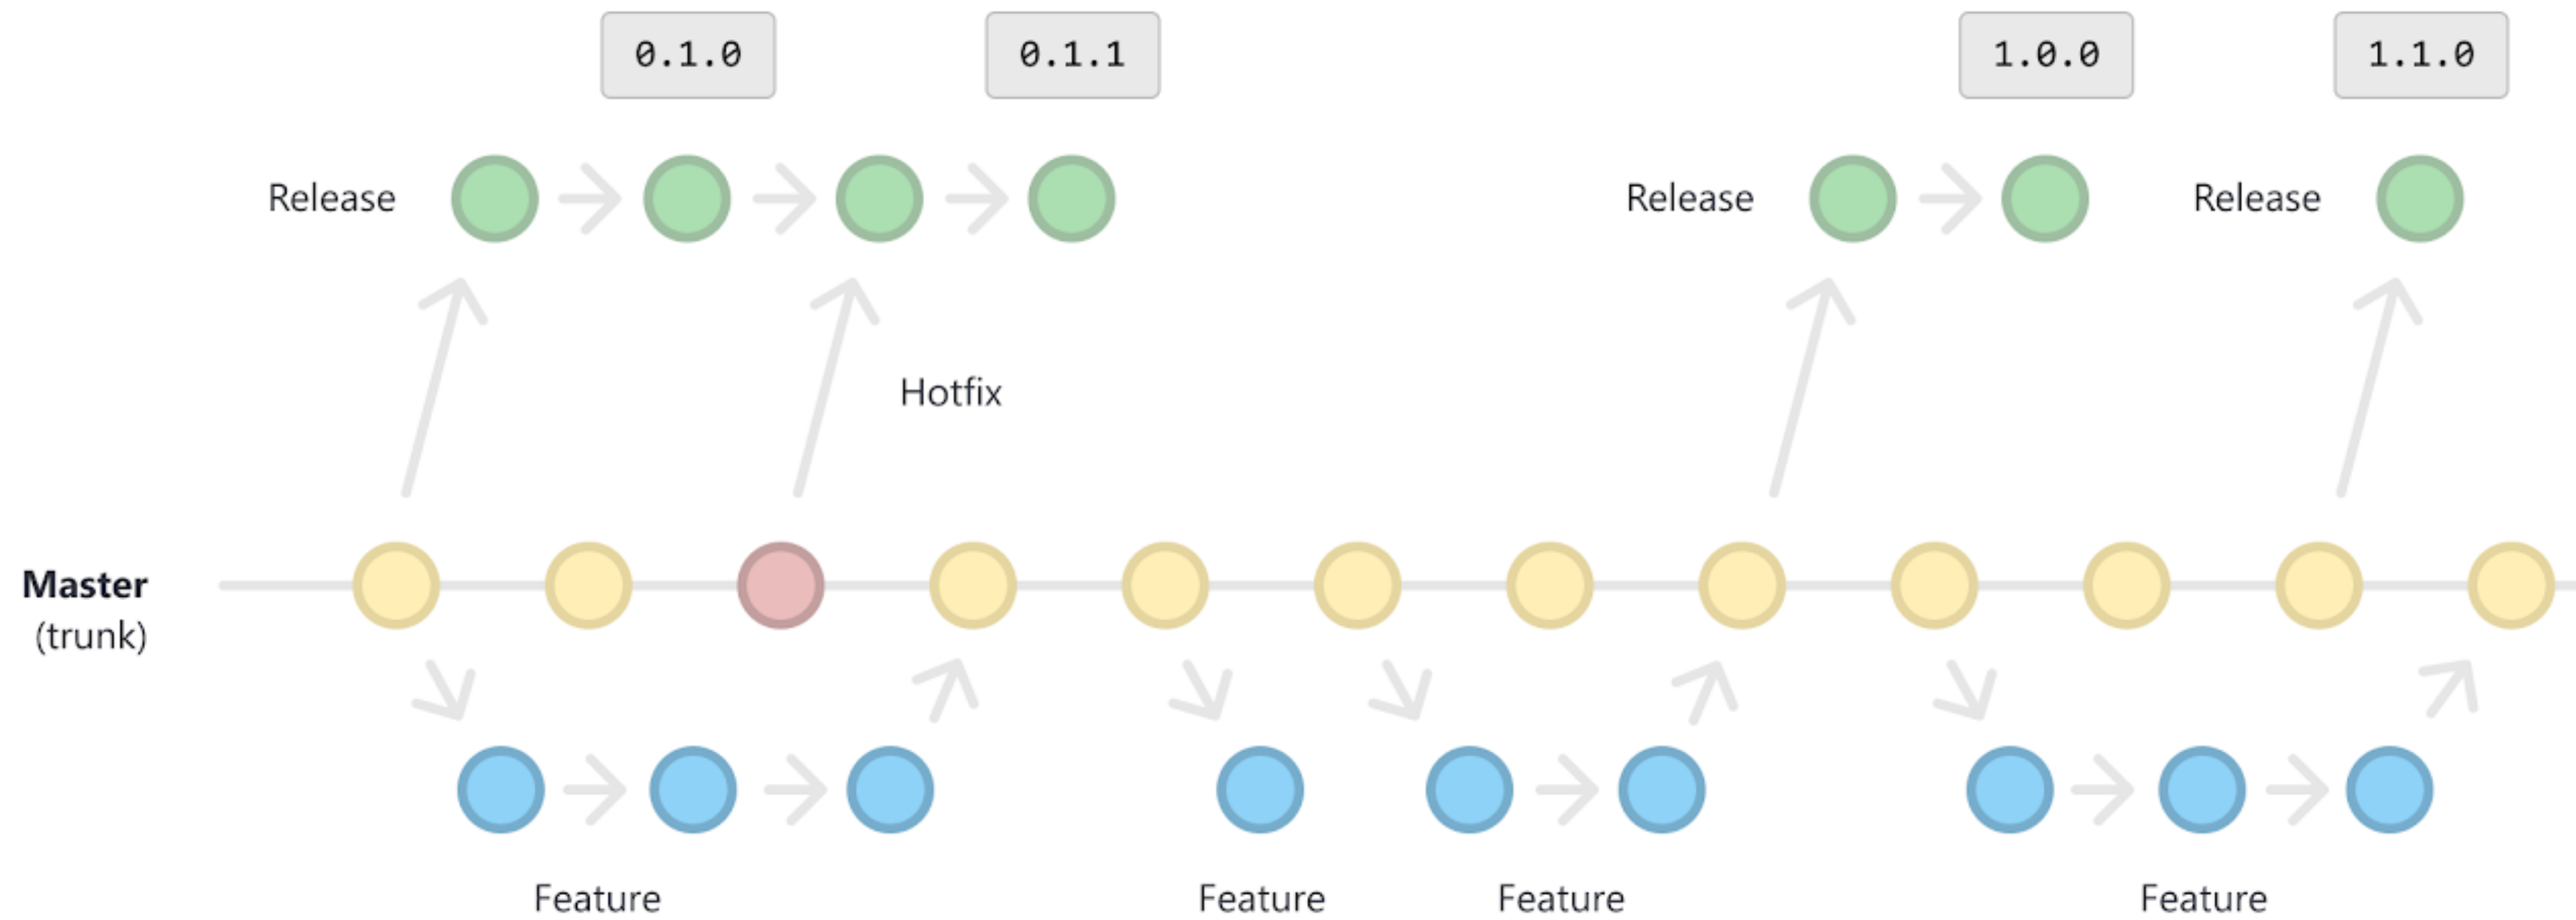 0.1.0
0.1.1
1.0.0
1.1.0
Release
Release
Release
Hotfix
Master
(trunk)
Feature
Feature
Feature
Feature